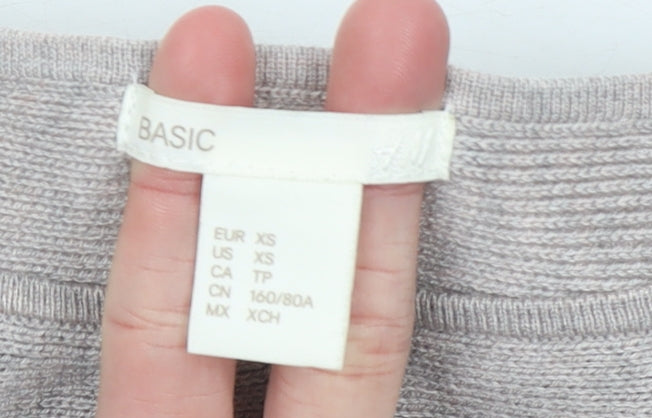 BASIC
EUR XS
US XS
CA TP
CN 160/80A
MX XCH